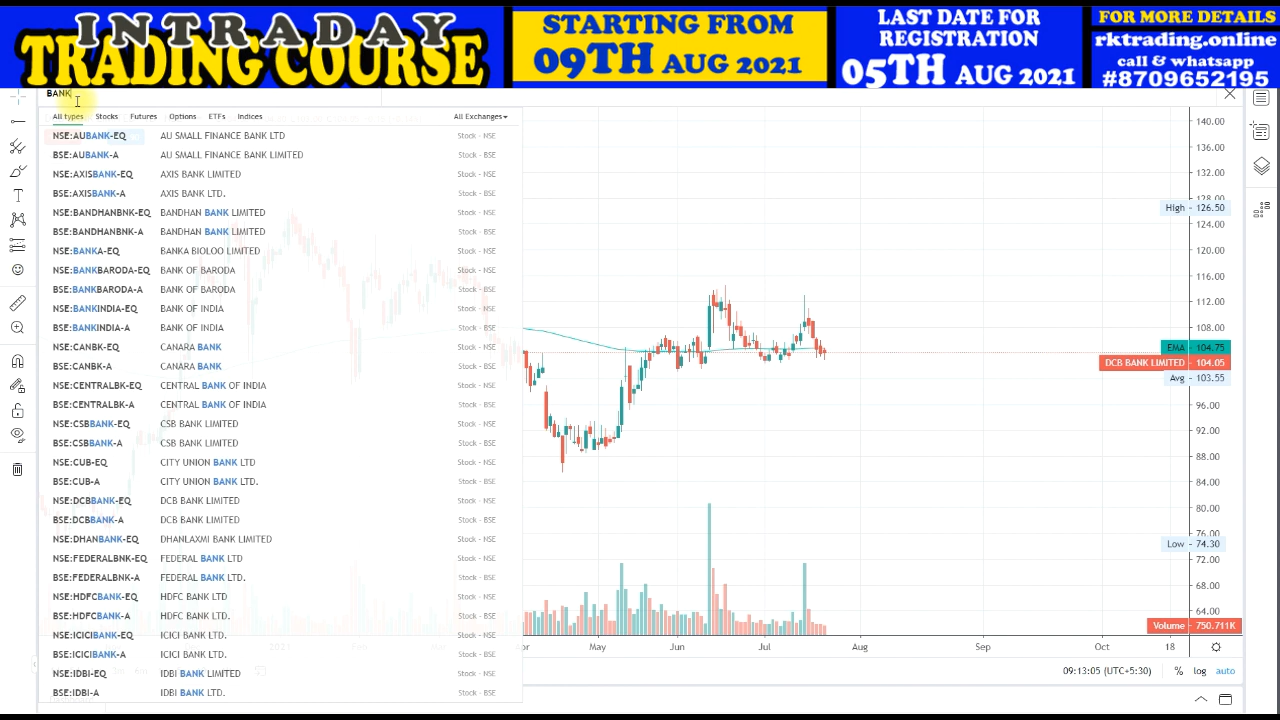 INTRADAY
TRADING COURSE
STARTING FROM
09TH AUG 2021
LAST DATE FOR
REGISTRATION
05TH AUG 2021
FOR MORE DETAILS
rktrading.online
call & whatsapp
#8709652195
BANK
All types Stocks Futures Options ETFs Indices All Exchanges
NSE:AUBANK-EQ AU SMALL FINANCE BANK LTD Stock - NSE
BSE:AUBANK-A AU SMALL FINANCE BANK LIMITED Stock - BSE
NSE:AXISBANK-EQ AXIS BANK LIMITED Stock - NSE
BSE:AXISBANK-A AXIS BANK LTD. Stock - BSE
NSE:BANDHANBNK-EQ BANDHAN BANK LIMITED Stock - NSE
BSE:BANDHANBNK-A BANDHAN BANK LIMITED Stock - BSE
NSE:BANKA-EQ BANKA BIOLOO LIMITED Stock - NSE
NSE:BANKBARODA-EQ BANK OF BARODA Stock - NSE
BSE:BANKBARODA-A BANK OF BARODA Stock - BSE
NSE:BANKINDIA-EQ BANK OF INDIA Stock - NSE
BSE:BANKINDIA-A BANK OF INDIA Stock - BSE
NSE:CANBK-EQ CANARA BANK Stock - NSE
BSE:CANBK-A CANARA BANK Stock - BSE
NSE:CENTRALBK-EQ CENTRAL BANK OF INDIA Stock - NSE
BSE:CENTRALBK-A CENTRAL BANK OF INDIA Stock - BSE
NSE:CSBBANK-EQ CSB BANK LIMITED Stock - NSE
BSE:CSBBANK-A CSB BANK LIMITED Stock - BSE
NSE:CUB-EQ CITY UNION BANK LTD Stock - NSE
BSE:CUB-A CITY UNION BANK LTD. Stock - BSE
NSE:DCBBANK-EQ DCB BANK LIMITED Stock - NSE
BSE:DCBBANK-A DCB BANK LIMITED Stock - BSE
NSE:DHANBANK-EQ DHANLAXMI BANK LIMITED Stock - NSE
NSE:FEDERALBNK-EQ FEDERAL BANK LTD Stock - NSE
BSE:FEDERALBNK-A FEDERAL BANK LTD. Stock - BSE
NSE:HDFCBANK-EQ HDFC BANK LTD Stock - NSE
BSE:HDFCBANK-A HDFC BANK LTD. Stock - BSE
NSE:ICICIBANK-EQ ICICI BANK LTD. Stock - NSE
BSE:ICICIBANK-A ICICI BANK LTD. Stock - BSE
NSE:IDBI-EQ IDBI BANK LIMITED Stock - NSE
BSE:IDBI-A IDBI BANK LTD. Stock - BSE
140.00
136.00
132.00
128.00
High - 126.50
124.00
120.00
116.00
112.00
108.00
EMA - 104.75
DCB BANK LIMITED - 104.05
Avg - 103.55
96.00
92.00
88.00
84.00
80.00
76.00
Low - 74.30
72.00
68.00
64.00
Volume - 750.711K
2021 Feb May Jun Jul Aug Sep Oct 18
09:13:05 (UTC+5:30) % log auto